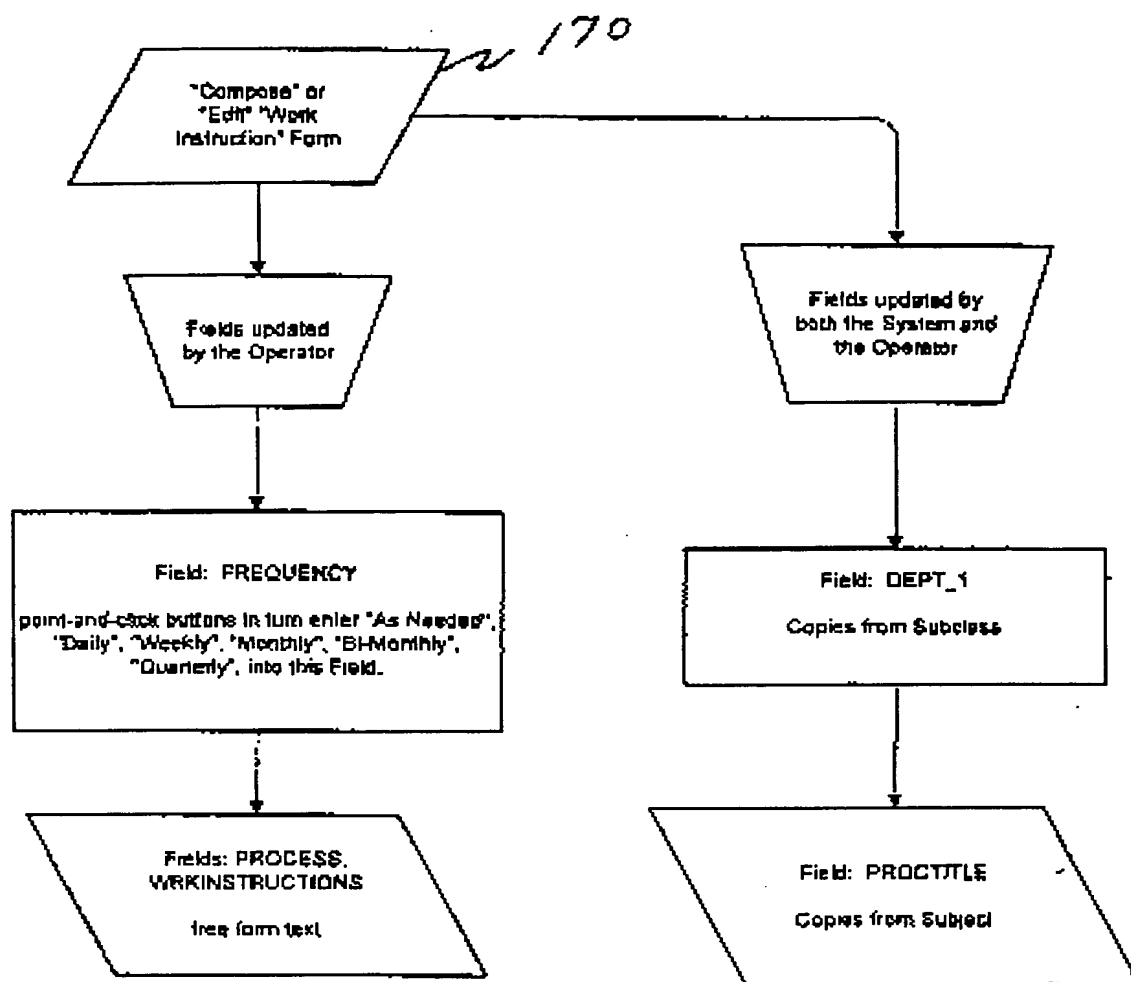 170
"Compose" or
"Edit" "Work
Instruction" Form
Fields updated
by the Operator
Fields updated by
both the System and
the Operator
Field: FREQUENCY
point-and-click buttons in turn enter "As Needed",
"Daily", "Weekly", "Monthly", "Bi-Monthly",
"Quarterly", into this Field.
Field: DEPT_1
Copies from Subclass
Fields: PROCESS,
WRKINSTRUCTIONS
free form text
Field: PROCTITLE
Copies from Subject